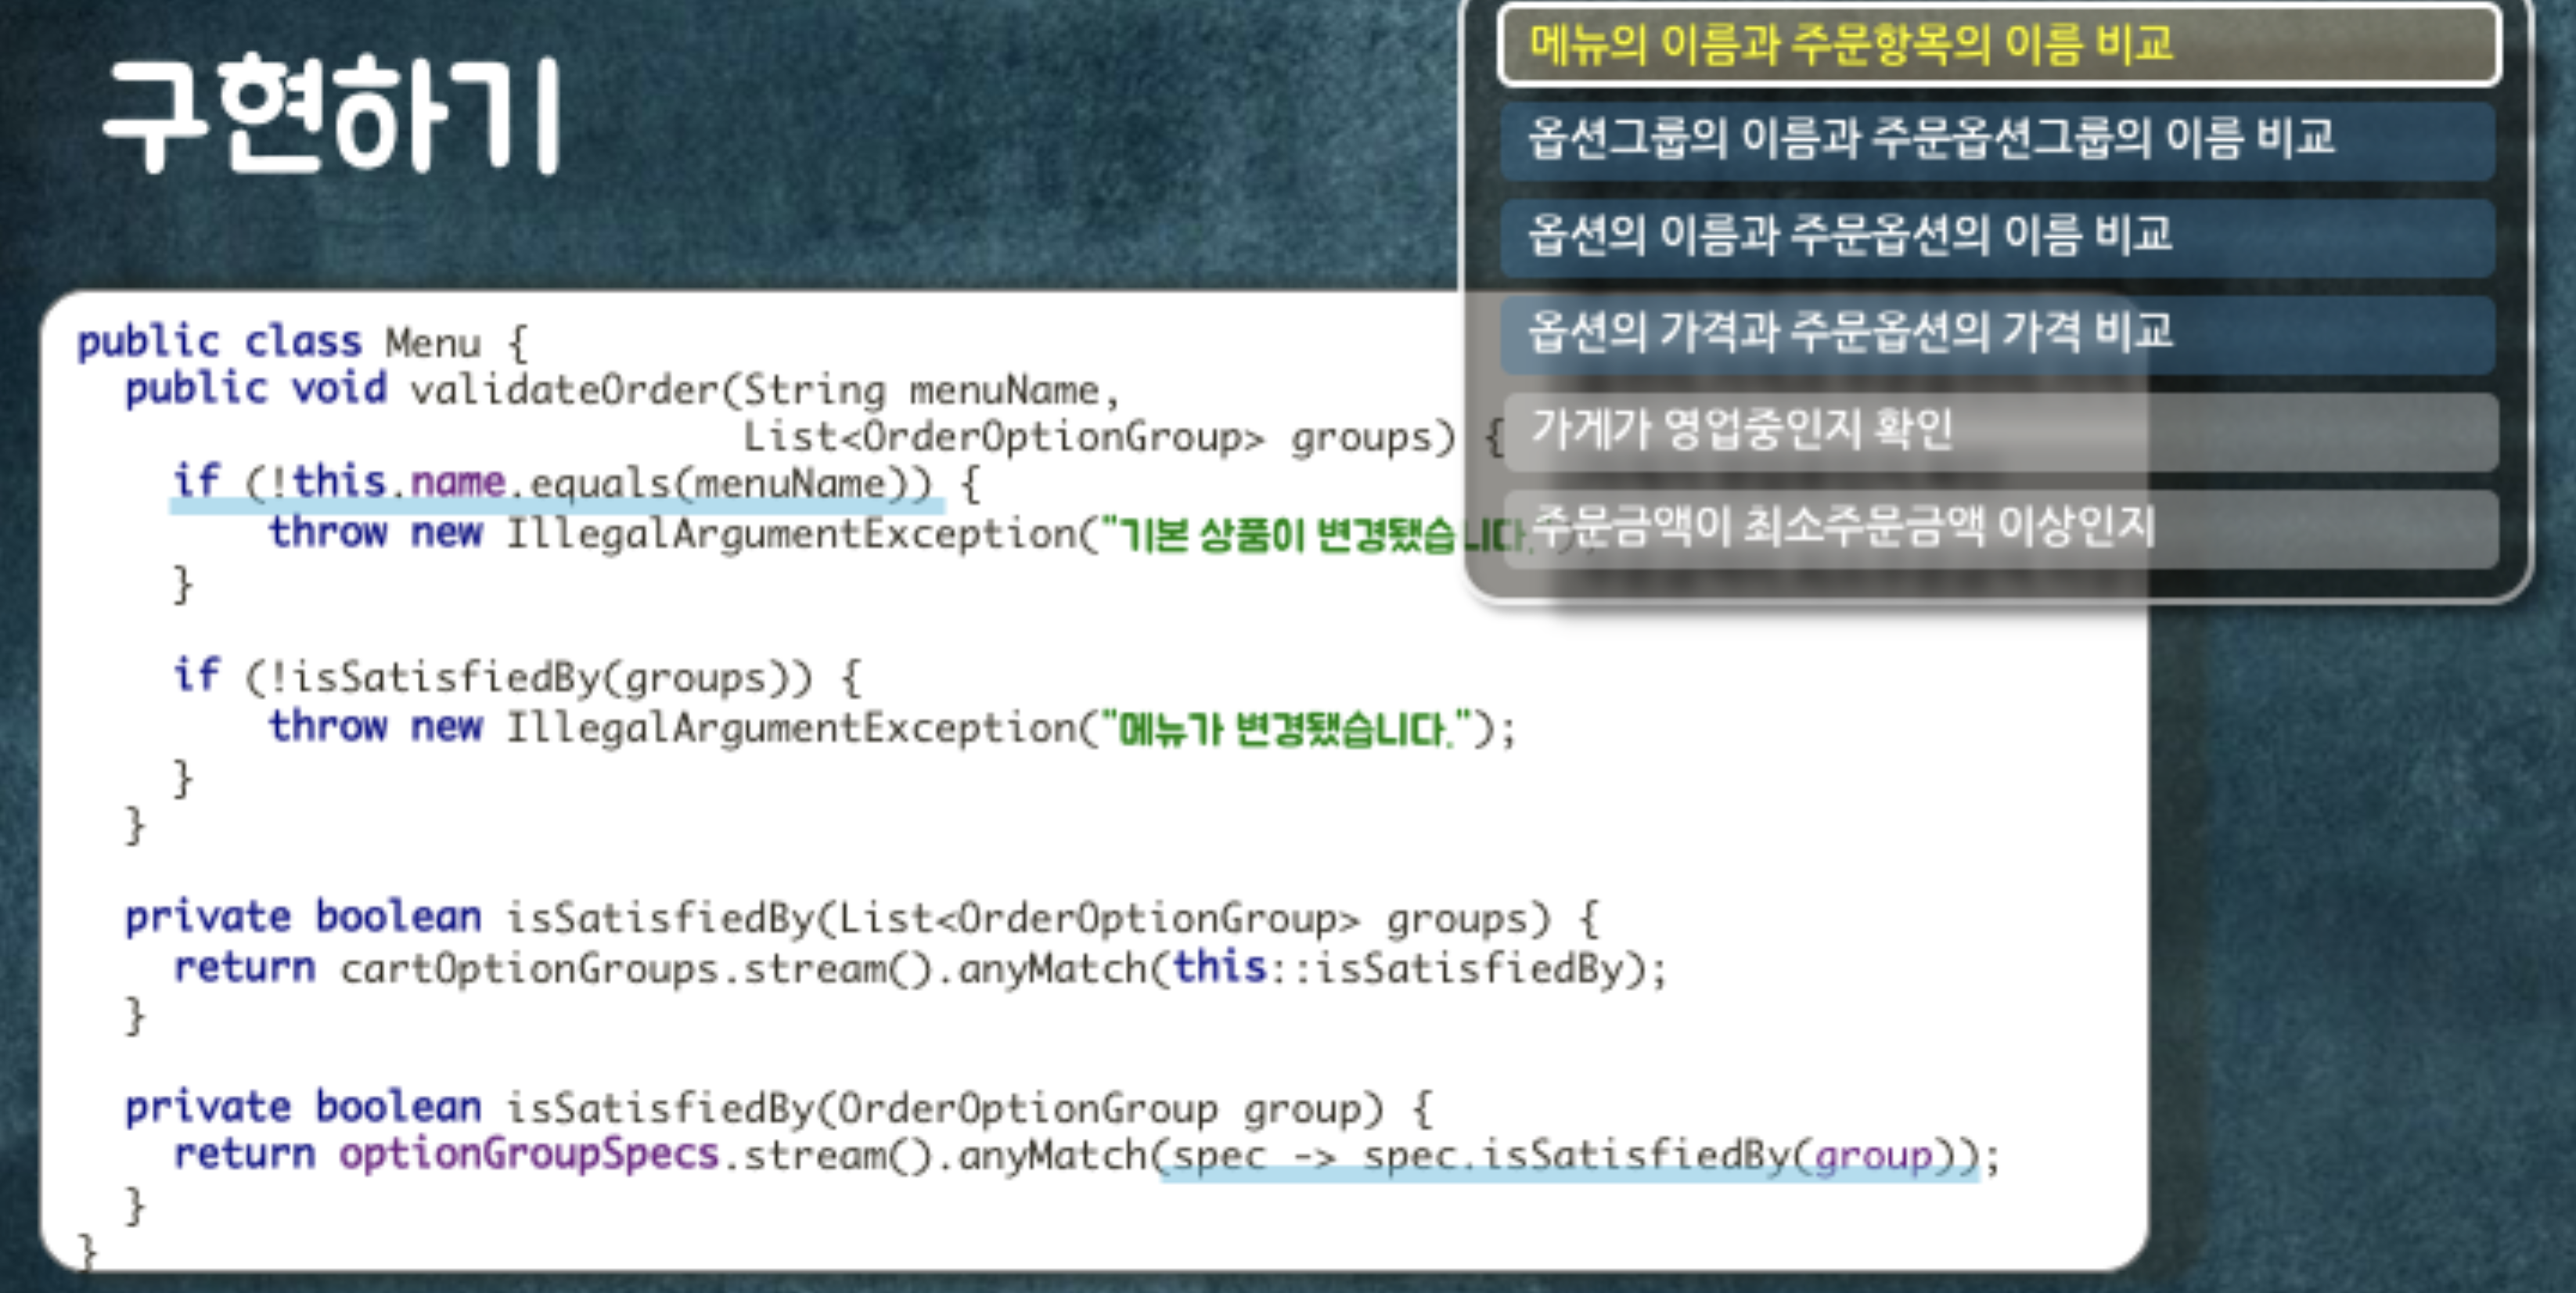 구현하기
메뉴의 이름과 주문항목의 이름 비교
옵션그룹의 이름과 주문옵션그룹의 이름 비교
옵션의 이름과 주문옵션의 이름 비교
옵션의 가격과 주문옵션의 가격 비교
가게가 영업중인지 확인
주문금액이 최소주문금액 이상인지
public class Menu {
public void validateOrder(String menuName,
List<OrderOptionGroup> groups) {
if (!this.name.equals(menuName)) {
throw new IllegalArgumentException("기본 상품이 변경됐습니다.");
}
if (!isSatisfiedBy(groups)) {
throw new IllegalArgumentException("메뉴가 변경됐습니다.");
}
}
private boolean isSatisfiedBy(List<OrderOptionGroup> groups) {
return cartOptionGroups.stream().anyMatch(this::isSatisfiedBy);
}
private boolean isSatisfiedBy(OrderOptionGroup group) {
return optionGroupSpecs.stream().anyMatch(spec -> spec.isSatisfiedBy(group));
}
}